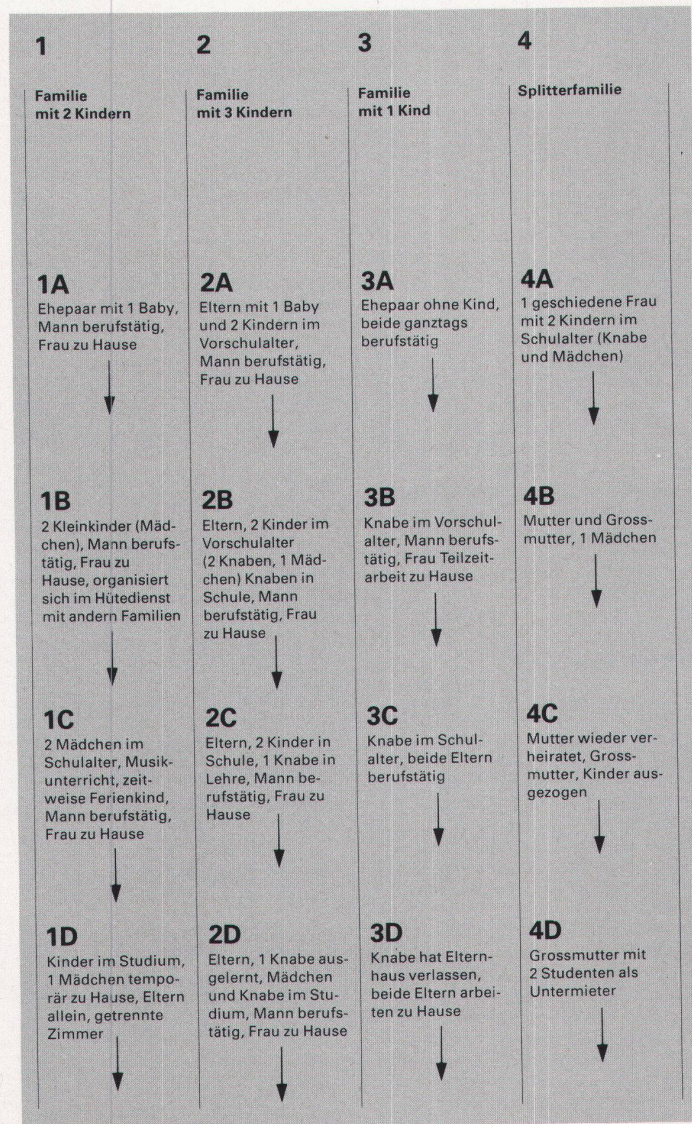 1
Familie
mit 2 Kindern
1A
Ehepaar mit 1 Baby,
Mann berufstätig,
Frau zu Hause
1B
2 Kleinkinder (Mäd-
chen), Mann berufs-
tätig, Frau zu
Hause, organisiert
sich im Hütedienst
mit andern Familien
1C
2 Mädchen im
Schulalter, Musik-
unterricht, zeit-
weise Ferienkind,
Mann berufstätig,
Frau zu Hause
1D
Kinder im Studium,
1 Mädchen tempo-
rär zu Hause, Eltern
allein, getrennte
Zimmer
2
Familie
mit 3 Kindern
2A
Eltern mit 1 Baby
und 2 Kindern im
Vorschulalter,
Mann berufstätig,
Frau zu Hause
2B
Eltern, 2 Kinder im
Vorschulalter
(2 Knaben, 1 Mäd-
chen) Knaben in
Schule, Mann
berufstätig, Frau
zu Hause
2C
Eltern, 2 Kinder in
Schule, 1 Knabe in
Lehre, Mann be-
rufstätig, Frau zu
Hause
2D
Eltern, 1 Knabe aus-
gelernt, Mädchen
und Knabe im Stu-
dium, Mann berufs-
tätig, Frau zu Hause
3
Familie
mit 1 Kind
3A
Ehepaar ohne Kind,
beide ganztags
berufstätig
3B
Knabe im Vorschul-
alter, Mann berufs-
tätig, Frau Teilzeit-
arbeit zu Hause
3C
Knabe im Schul-
alter, beide Eltern
berufstätig
3D
Knabe hat Eltern-
haus verlassen,
beide Eltern arbei-
ten zu Hause
4
Splitterfamilie
4A
1 geschiedene Frau
mit 2 Kindern im
Schulalter (Knabe
und Mädchen)
4B
Mutter und Gross-
mutter, 1 Mädchen
4C
Mutter wieder ver-
heiratet, Gross-
mutter, Kinder aus-
gezogen
4D
Grossmutter mit
2 Studenten als
Untermieter